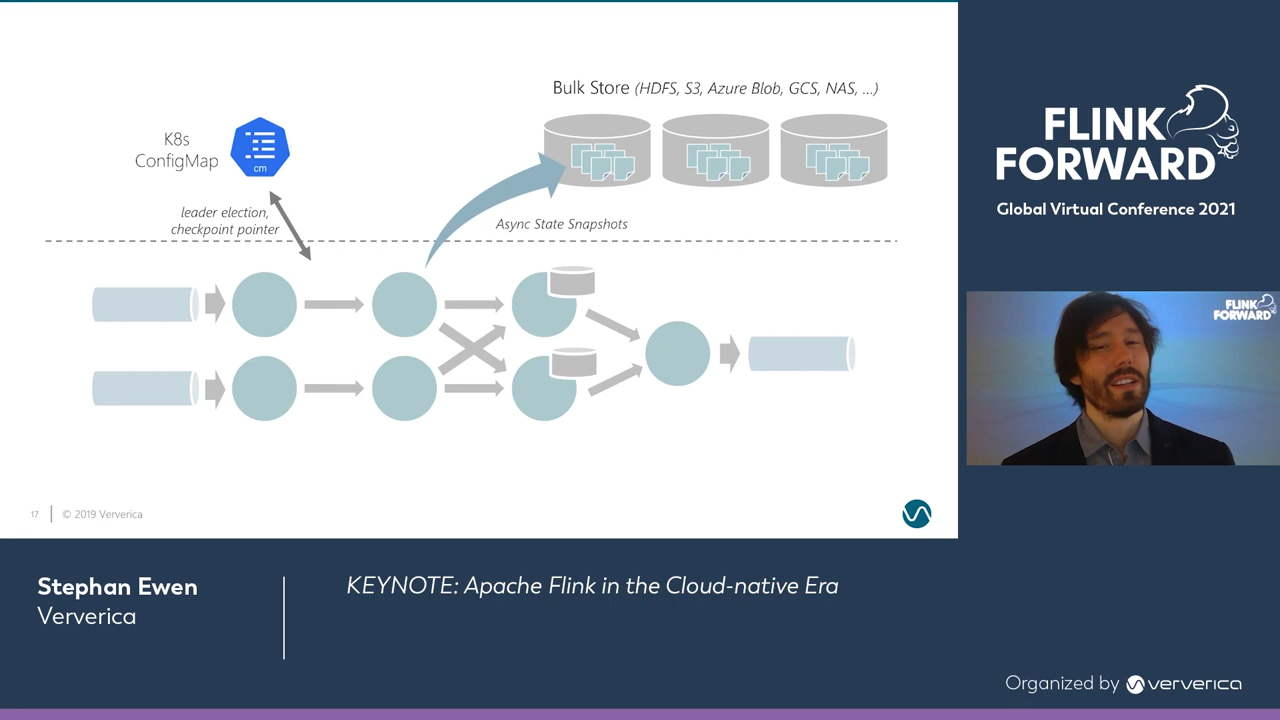 Bulk Store (HDFS, S3, Azure Blob, GCS, NAS, ...)
K8s
ConfigMap
cm
leader election,
checkpoint pointer
Async State Snapshots
17
© 2019 Ververica
FLINK
FORWARD
Global Virtual Conference 2021
FLINK
FORWARD
Stephan Ewen
Ververica
KEYNOTE: Apache Flink in the Cloud-native Era
Organized by ververica